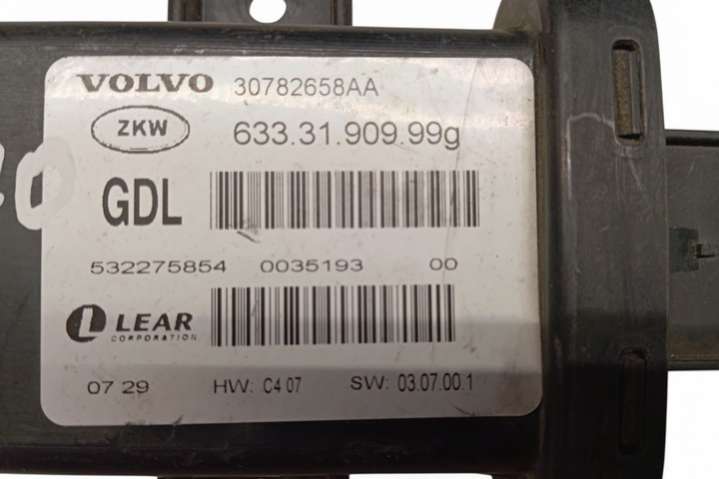 VOLVO 30782658AA
ZKW 633.31.909.99g
GDL
532275854 0035193 00
LEAR
CORPORATION
07 29 HW: C4 07 SW: 03.07.00.1